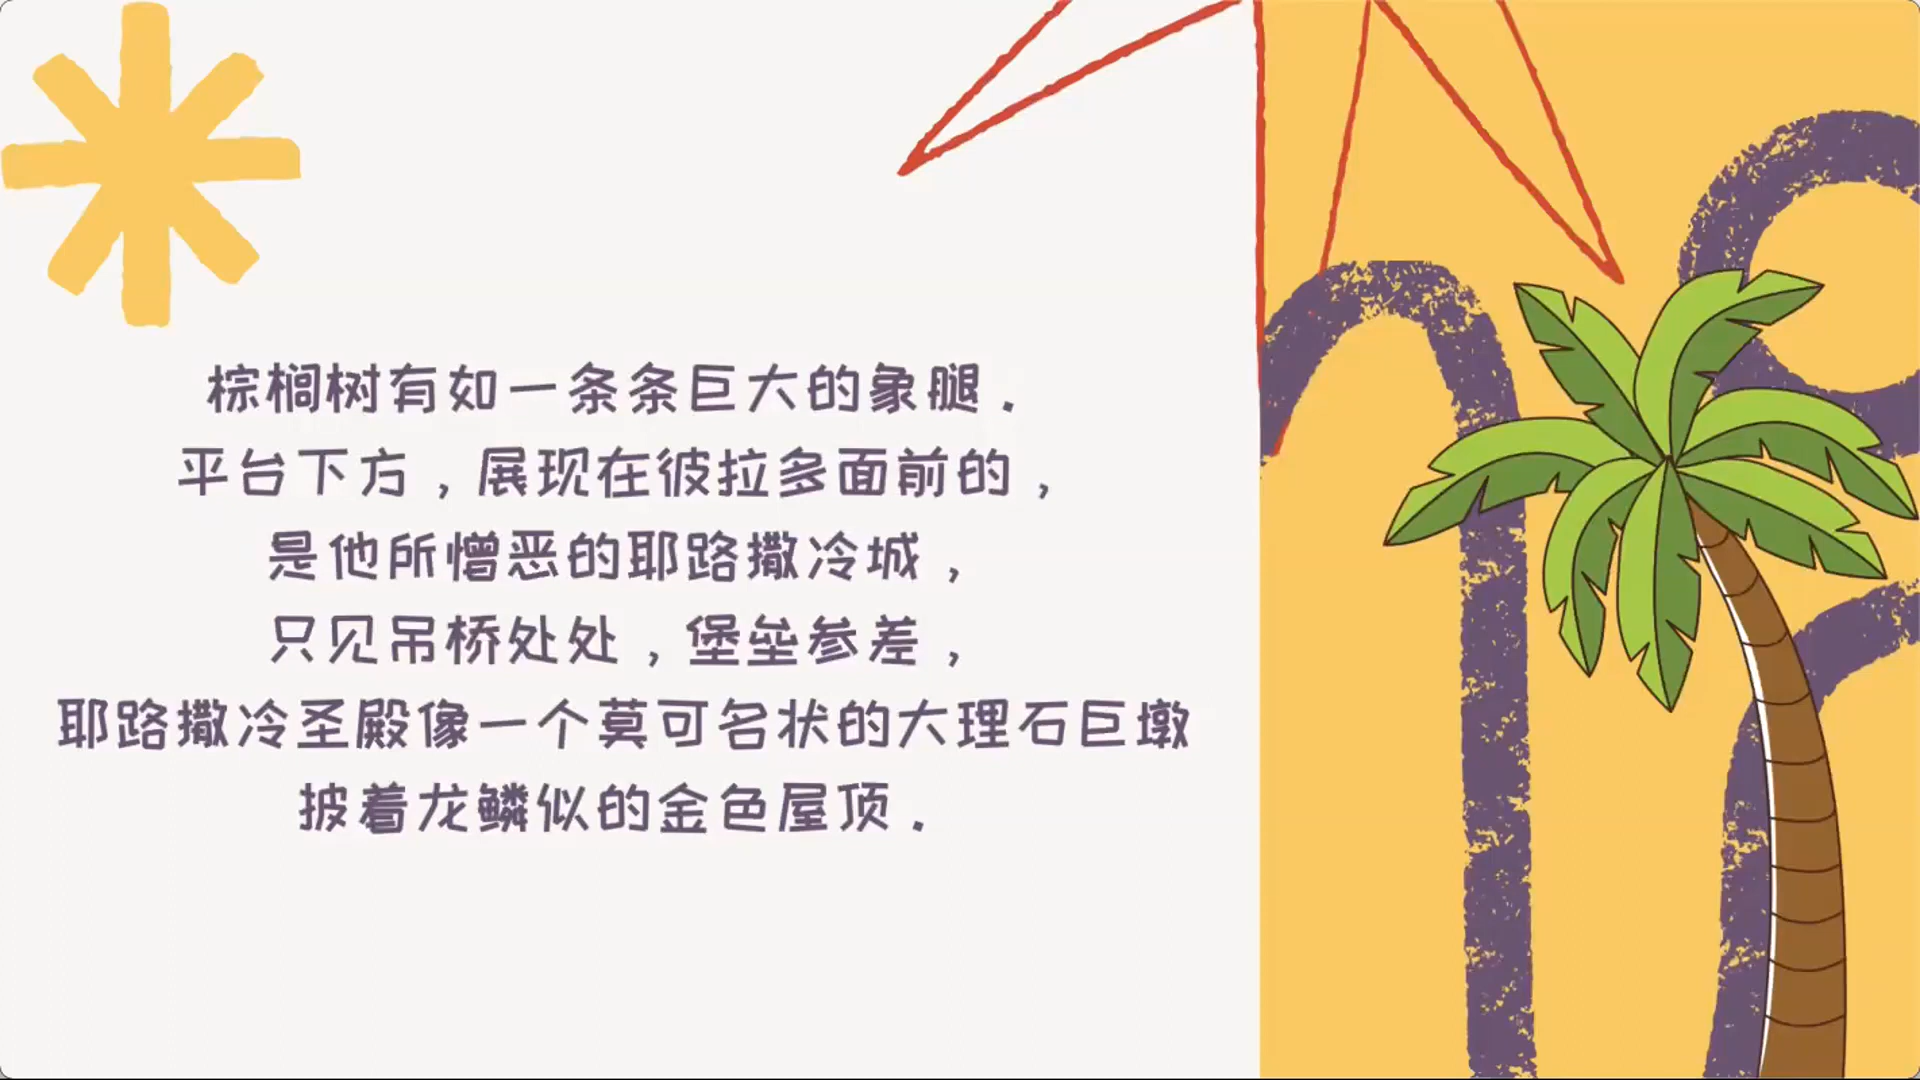 棕榈树有如一条条巨大的象腿.
平台下方，展现在彼拉多面前的，
是他所憎恶的耶路撒冷城，
只见吊桥处处，堡垒参差，
耶路撒冷圣殿像一个莫可名状的大理石巨墩
披着龙鳞似的金色屋顶.